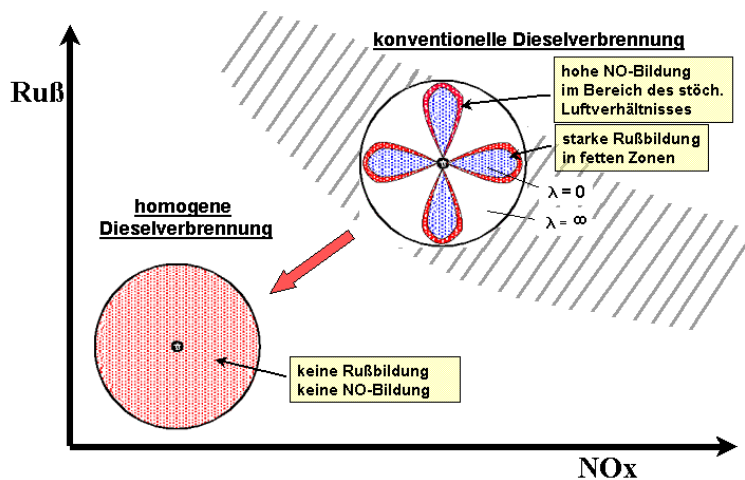 konventionelle Dieselverbrennung
Ruß
hohe NO-Bildung
im Bereich des stöch.
Luftverhältnisses
starke Rußbildung
in fetten Zonen
λ = 0
λ = ∞
homogene
Dieselverbrennung
keine Rußbildung
keine NO-Bildung
NOx